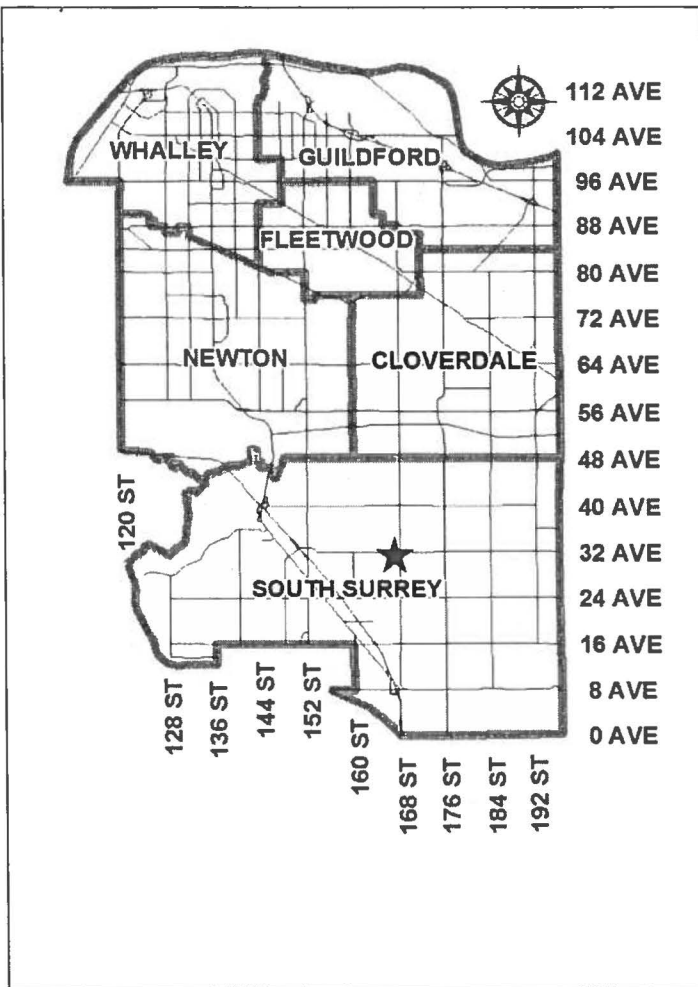 112 AVE
104 AVE
WHALLEY
GUILDFORD
96 AVE
88 AVE
FLEETWOOD
80 AVE
72 AVE
NEWTON
CLOVERDALE
64 AVE
56 AVE
48 AVE
120 ST
40 AVE
32 AVE
SOUTH SURREY
24 AVE
16 AVE
8 AVE
0 AVE
128 ST
136 ST
144 ST
152 ST
160 ST
168 ST
176 ST
184 ST
192 ST